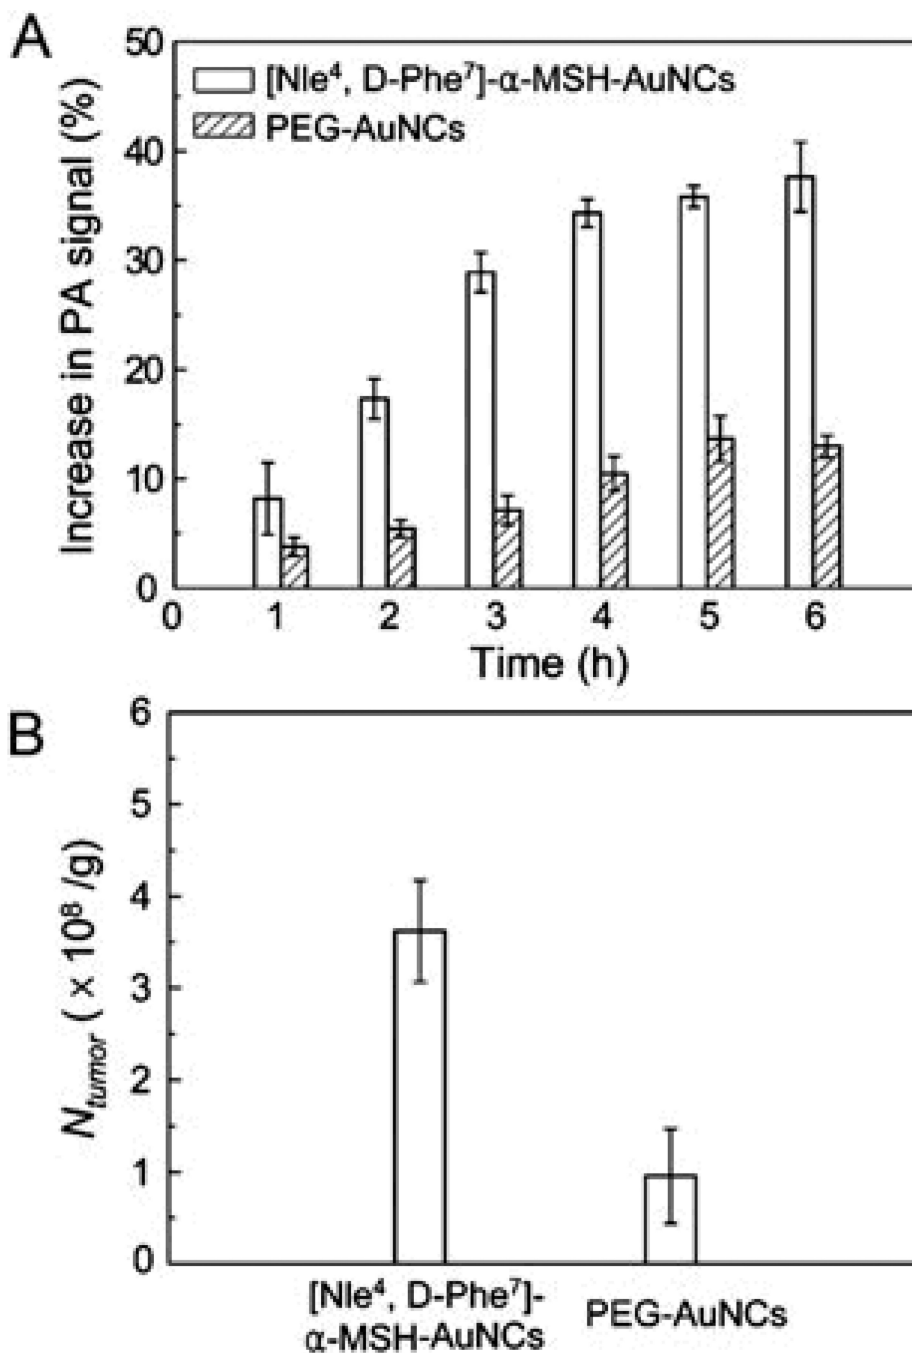 A
50
[Nle⁴, D-Phe⁷]-α-MSH-AuNCs
PEG-AuNCs
40
30
20
10
0
Increase in PA signal (%)
0 1 2 3 4 5 6
Time (h)
B
6
5
4
3
2
1
0
N_tumor ( x 10⁸ /g)
[Nle⁴, D-Phe⁷]-
α-MSH-AuNCs
PEG-AuNCs